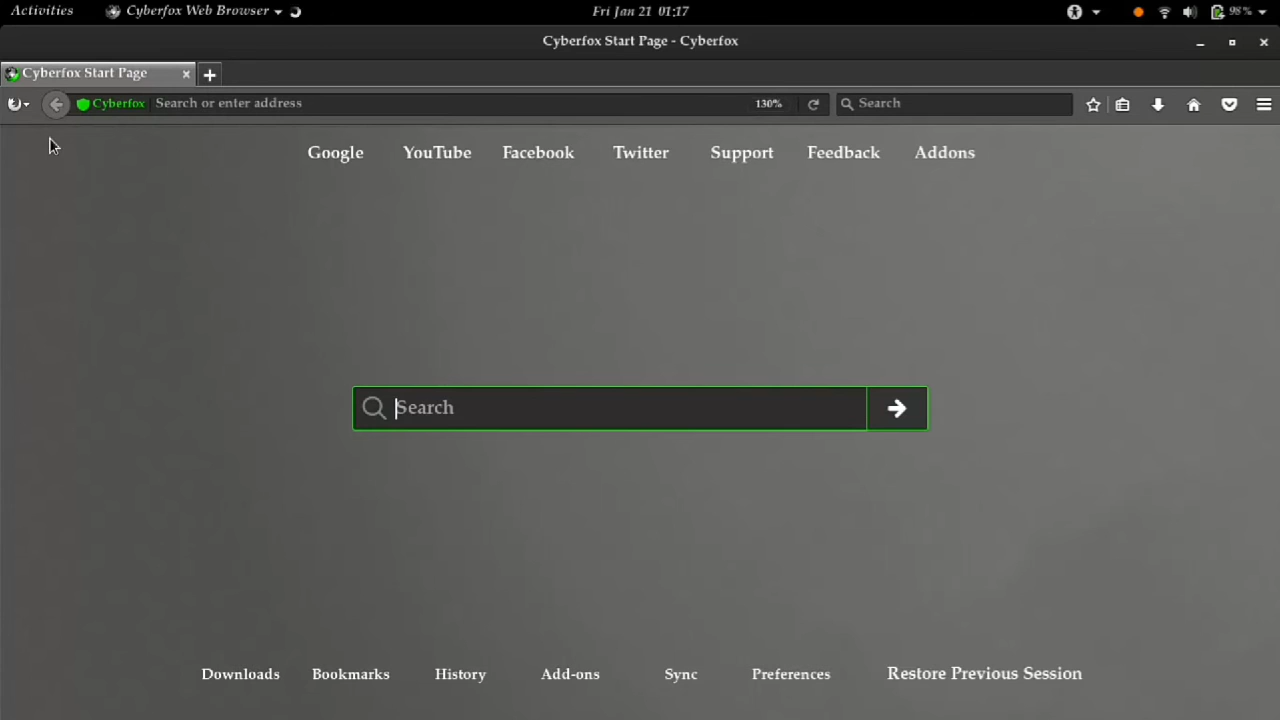 Activities Cyberfox Web Browser Fri Jan 21 01:17 98%
Cyberfox Start Page - Cyberfox
Cyberfox Start Page
Cyberfox Search or enter address 130% Search
Google YouTube Facebook Twitter Support Feedback Addons
Search
Downloads Bookmarks History Add-ons Sync Preferences Restore Previous Session